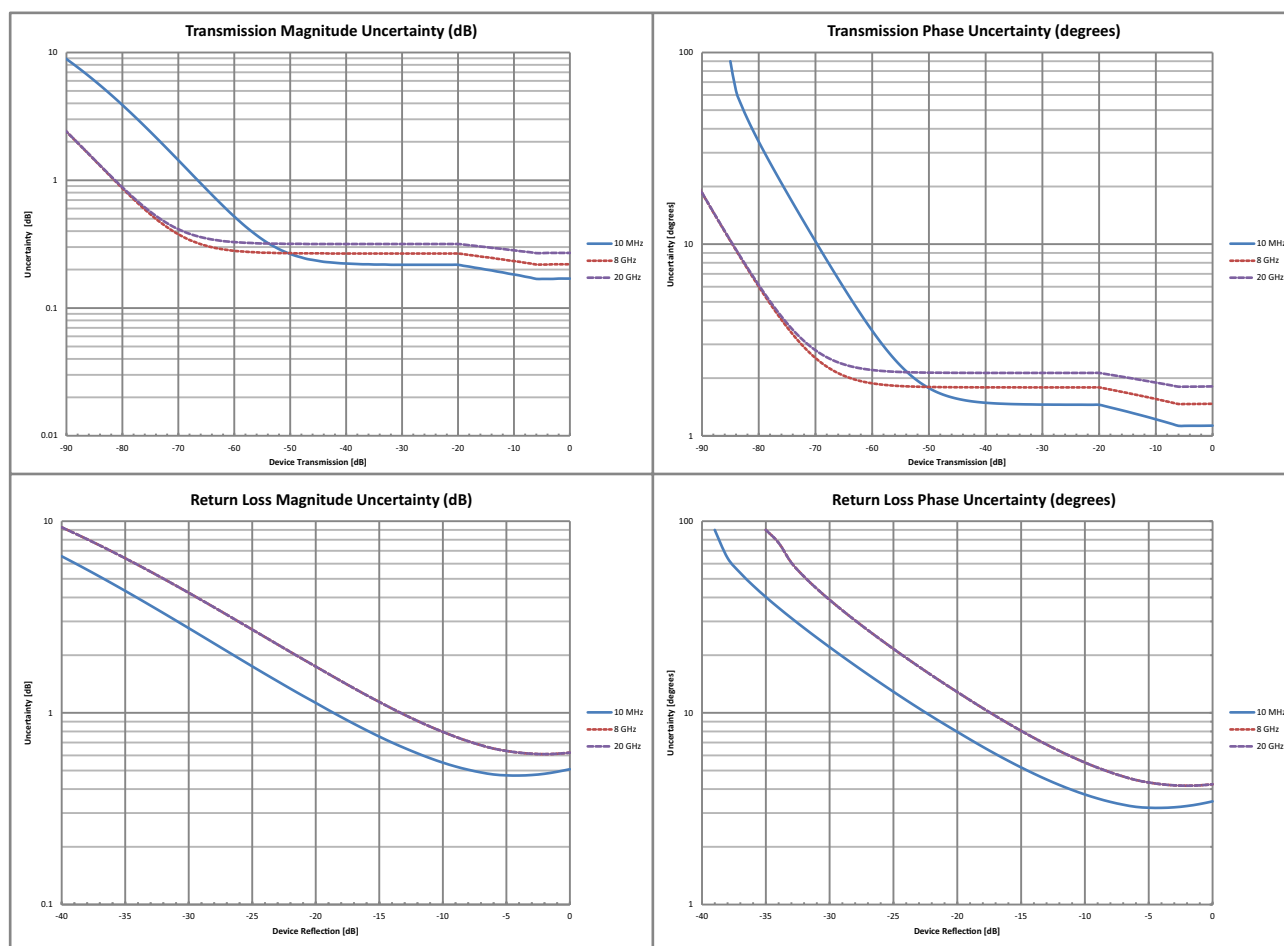 Transmission Magnitude Uncertainty (dB)
10
1
0.1
0.01
Uncertainty [dB]
-90 -80 -70 -60 -50 -40 -30 -20 -10 0
Device Transmission [dB]
10 MHz
8 GHz
20 GHz
Transmission Phase Uncertainty (degrees)
100
10
1
Uncertainty [degrees]
-90 -80 -70 -60 -50 -40 -30 -20 -10 0
Device Transmission [dB]
10 MHz
8 GHz
20 GHz
Return Loss Magnitude Uncertainty (dB)
10
1
0.1
Uncertainty [dB]
-40 -35 -30 -25 -20 -15 -10 -5 0
Device Reflection [dB]
10 MHz
8 GHz
20 GHz
Return Loss Phase Uncertainty (degrees)
100
10
1
Uncertainty [degrees]
-40 -35 -30 -25 -20 -15 -10 -5 0
Device Reflection [dB]
10 MHz
8 GHz
20 GHz